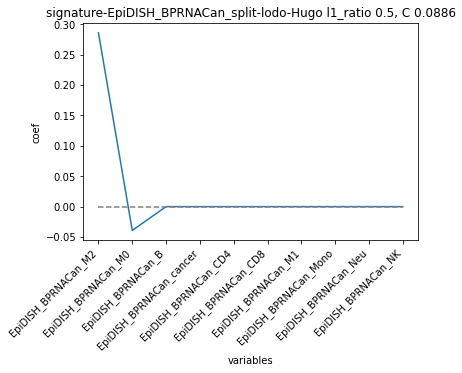 signature-EpiDISH_BPRNACan_split-lodo-Hugo l1_ratio 0.5, C 0.0886
0.30
0.25
0.20
0.15
0.10
0.05
0.00
−0.05
coef
EpiDISH_BPRNACan_M2
EpiDISH_BPRNACan_M0
EpiDISH_BPRNACan_B
EpiDISH_BPRNACan_cancer
EpiDISH_BPRNACan_CD4
EpiDISH_BPRNACan_CD8
EpiDISH_BPRNACan_M1
EpiDISH_BPRNACan_Mono
EpiDISH_BPRNACan_Neu
EpiDISH_BPRNACan_NK
variables